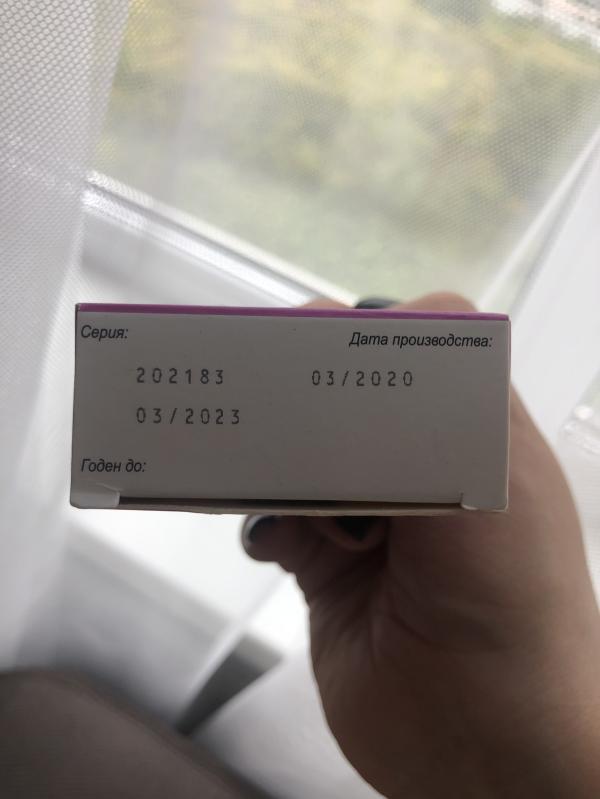 Серия: Дата производства:
202183 03/2020
03/2023
Годен до: